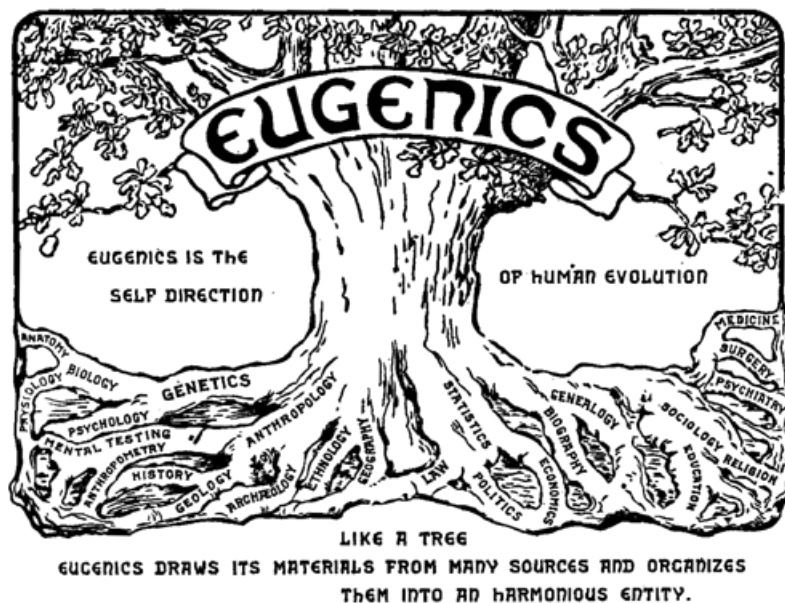 EUGENICS
EUGENICS IS THE
SELF DIRECTION
OF HUMAN EVOLUTION
ANATOMY
BIOLOGY
PHYSIOLOGY
GENETICS
PSYCHOLOGY
MENTAL TESTING
ANTHROPOMETRY
HISTORY
ANTHROPOLOGY
GEOLOGY
ARCHÆOLOGY
ETHNOLOGY
GEOGRAPHY
LAW
STATISTICS
POLITICS
ECONOMICS
GENEALOGY
BIOGRAPHY
MEDICINE
SURGERY
PSYCHIATRY
SOCIOLOGY
RELIGION
EDUCATION
LIKE A TREE
EUGENICS DRAWS ITS MATERIALS FROM MANY SOURCES AND ORGANIZES
THEM INTO AN HARMONIOUS ENTITY.